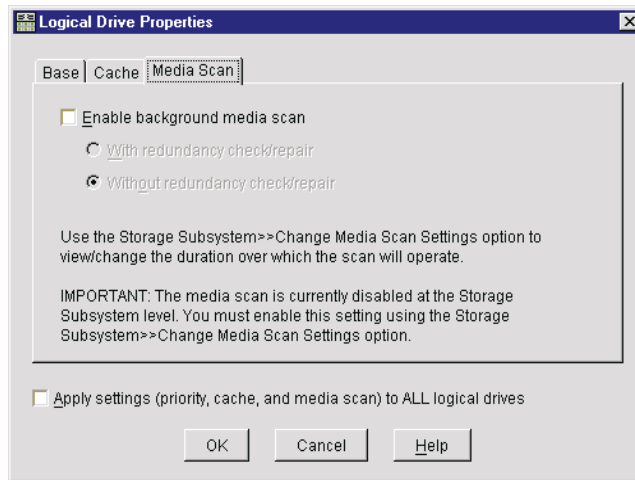 Logical Drive Properties
Base Cache Media Scan
Enable background media scan
With redundancy check/repair
Without redundancy check/repair
Use the Storage Subsystem>>Change Media Scan Settings option to
view/change the duration over which the scan will operate.
IMPORTANT: The media scan is currently disabled at the Storage
Subsystem level. You must enable this setting using the Storage
Subsystem>>Change Media Scan Settings option.
Apply settings (priority, cache, and media scan) to ALL logical drives
OK Cancel Help